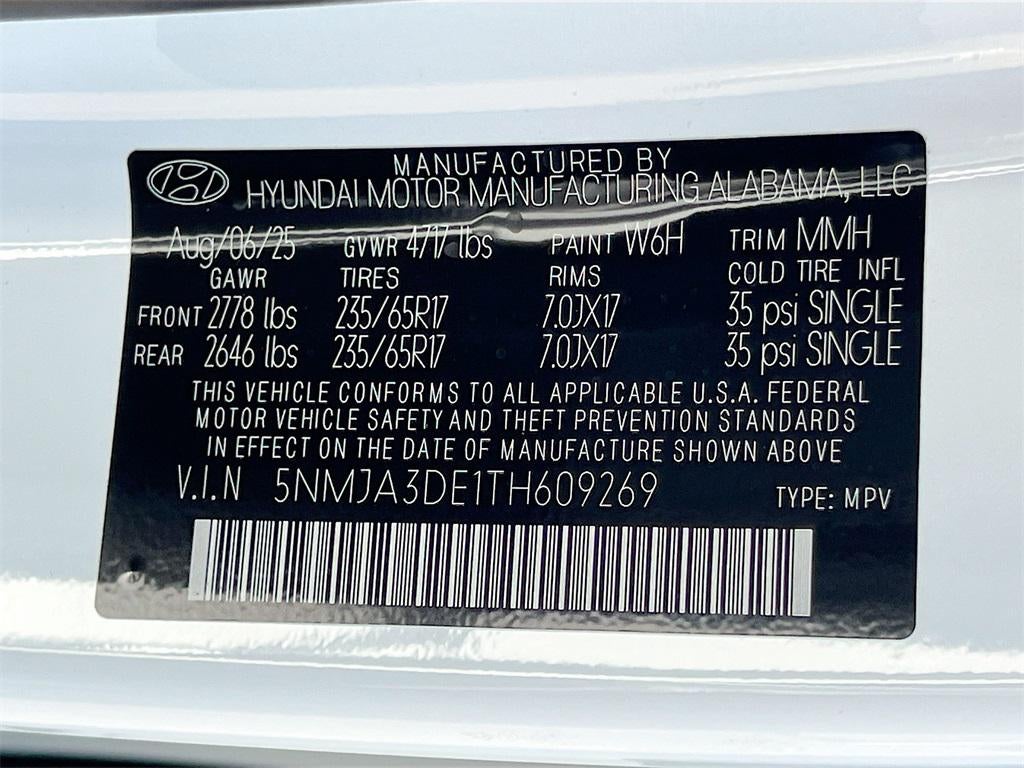 MANUFACTURED BY
HYUNDAI MOTOR MANUFACTURING ALABAMA, LLC
Aug/06/25 GVWR 4717 lbs PAINT W6H TRIM MMH
GAWR TIRES RIMS COLD TIRE INFL
FRONT 2778 lbs 235/65R17 7.0JX17 35 psi SINGLE
REAR 2646 lbs 235/65R17 7.0JX17 35 psi SINGLE
THIS VEHICLE CONFORMS TO ALL APPLICABLE U.S.A. FEDERAL
MOTOR VEHICLE SAFETY AND THEFT PREVENTION STANDARDS
IN EFFECT ON THE DATE OF MANUFACTURE SHOWN ABOVE
V.I.N 5NMJA3DE1TH609269 TYPE: MPV